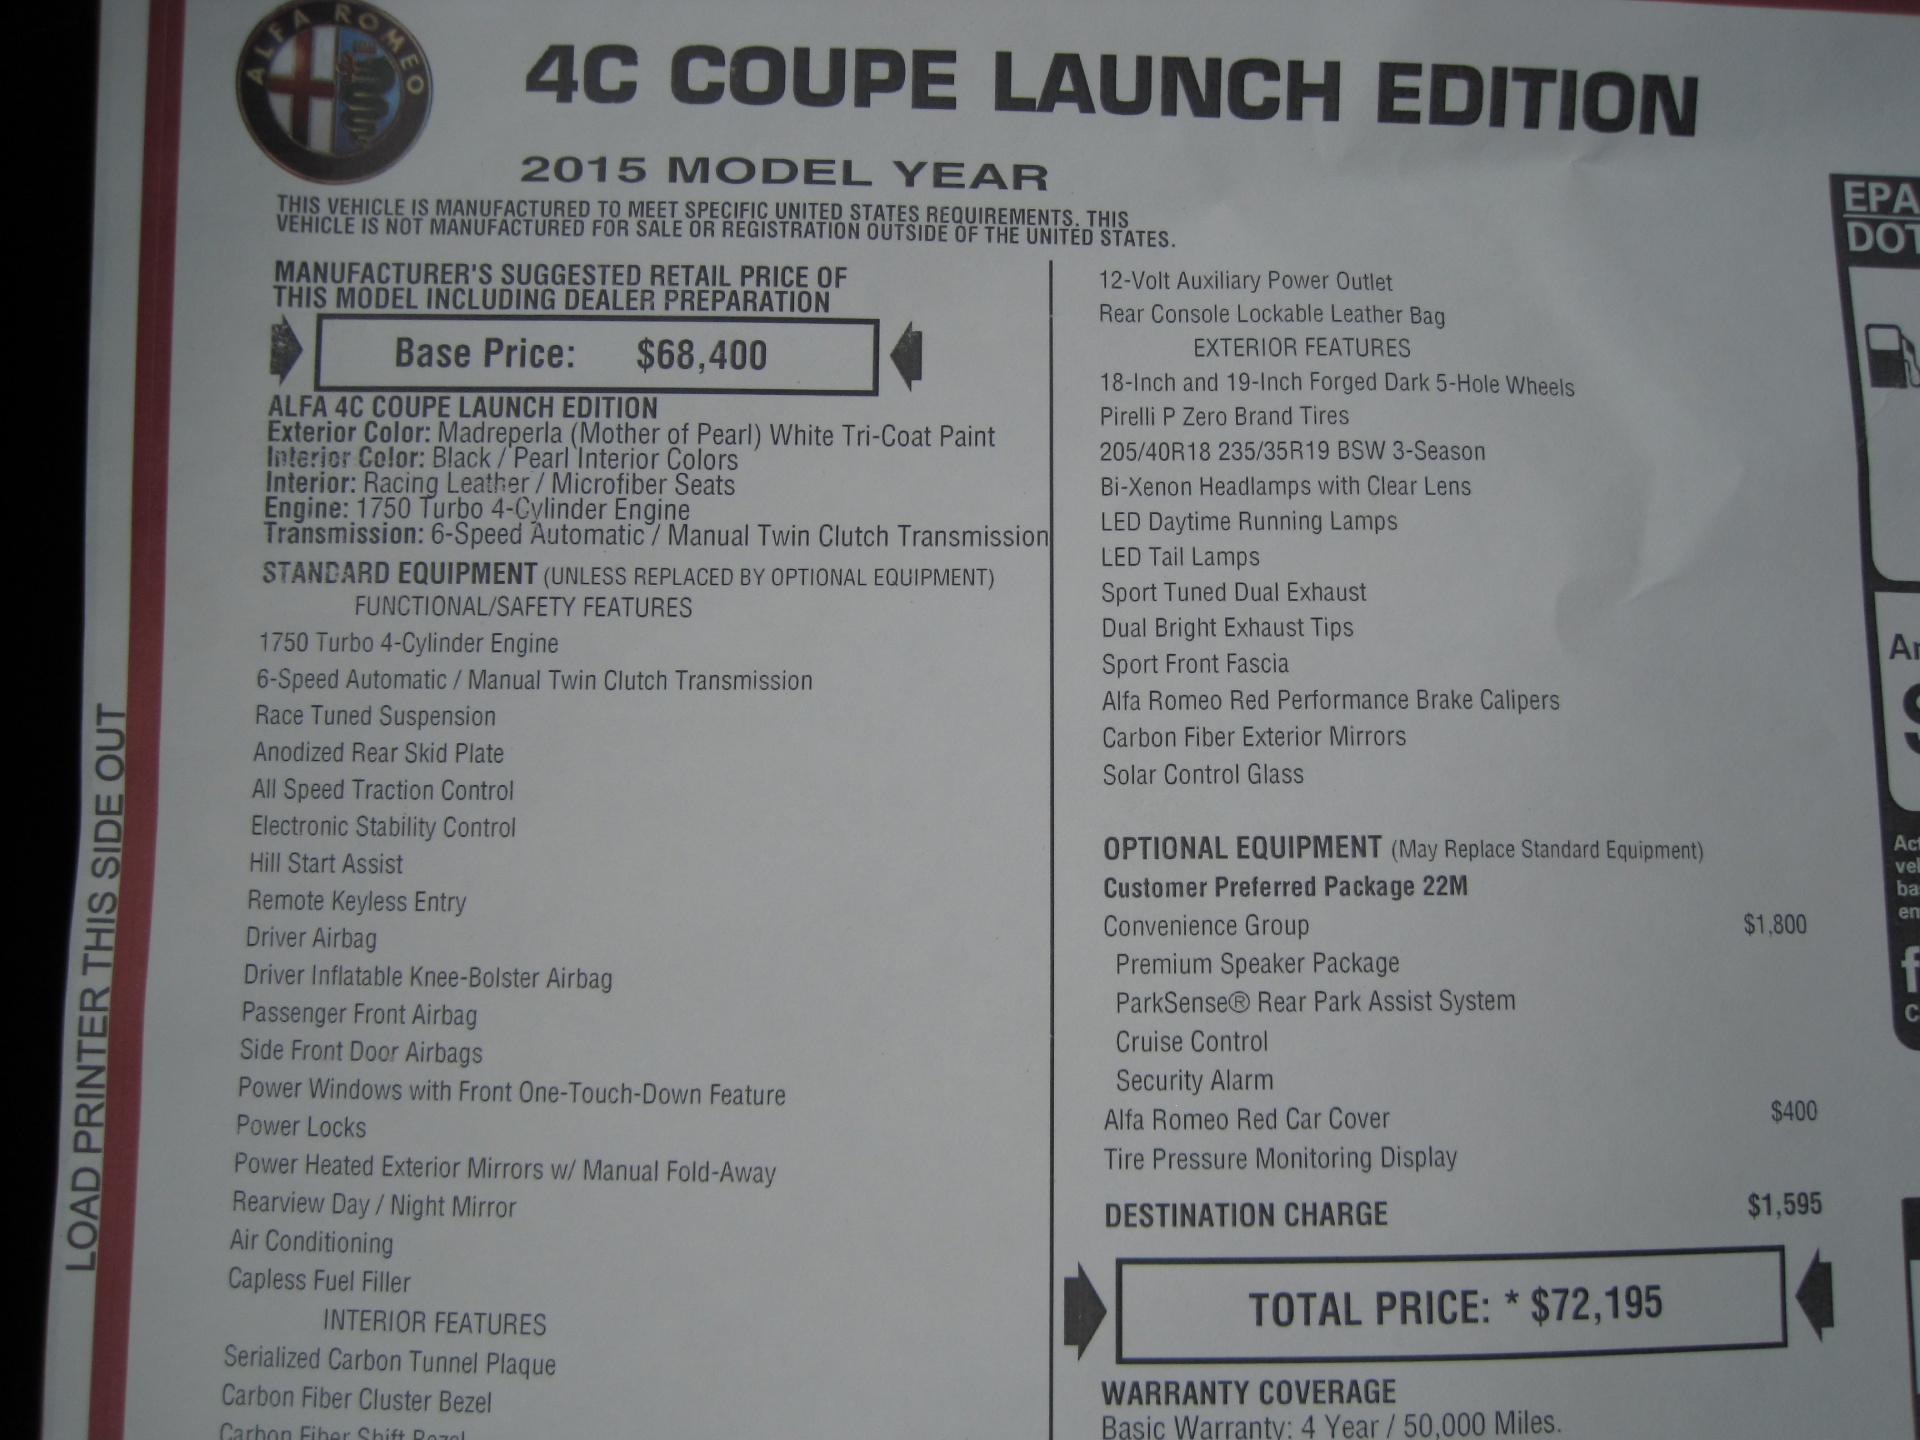 ALFA ROMEO
4C COUPE LAUNCH EDITION
2015 MODEL YEAR
THIS VEHICLE IS MANUFACTURED TO MEET SPECIFIC UNITED STATES REQUIREMENTS. THIS
VEHICLE IS NOT MANUFACTURED FOR SALE OR REGISTRATION OUTSIDE OF THE UNITED STATES.
MANUFACTURER'S SUGGESTED RETAIL PRICE OF
THIS MODEL INCLUDING DEALER PREPARATION
Base Price: $68,400
ALFA 4C COUPE LAUNCH EDITION
Exterior Color: Madreperla (Mother of Pearl) White Tri-Coat Paint
Interior Color: Black / Pearl Interior Colors
Interior: Racing Leather / Microfiber Seats
Engine: 1750 Turbo 4-Cylinder Engine
Transmission: 6-Speed Automatic / Manual Twin Clutch Transmission
STANDARD EQUIPMENT (UNLESS REPLACED BY OPTIONAL EQUIPMENT)
FUNCTIONAL/SAFETY FEATURES
1750 Turbo 4-Cylinder Engine
6-Speed Automatic / Manual Twin Clutch Transmission
Race Tuned Suspension
Anodized Rear Skid Plate
All Speed Traction Control
Electronic Stability Control
Hill Start Assist
Remote Keyless Entry
Driver Airbag
Driver Inflatable Knee-Bolster Airbag
Passenger Front Airbag
Side Front Door Airbags
Power Windows with Front One-Touch-Down Feature
Power Locks
Power Heated Exterior Mirrors w/ Manual Fold-Away
Rearview Day / Night Mirror
Air Conditioning
Capless Fuel Filler
INTERIOR FEATURES
Serialized Carbon Tunnel Plaque
Carbon Fiber Cluster Bezel
Carbon Fiber Shift Bezel
12-Volt Auxiliary Power Outlet
Rear Console Lockable Leather Bag
EXTERIOR FEATURES
18-Inch and 19-Inch Forged Dark 5-Hole Wheels
Pirelli P Zero Brand Tires
205/40R18 235/35R19 BSW 3-Season
Bi-Xenon Headlamps with Clear Lens
LED Daytime Running Lamps
LED Tail Lamps
Sport Tuned Dual Exhaust
Dual Bright Exhaust Tips
Sport Front Fascia
Alfa Romeo Red Performance Brake Calipers
Carbon Fiber Exterior Mirrors
Solar Control Glass
OPTIONAL EQUIPMENT (May Replace Standard Equipment)
Customer Preferred Package 22M
Convenience Group $1,800
Premium Speaker Package
ParkSense® Rear Park Assist System
Cruise Control
Security Alarm
Alfa Romeo Red Car Cover $400
Tire Pressure Monitoring Display
DESTINATION CHARGE $1,595
TOTAL PRICE: * $72,195
WARRANTY COVERAGE
Basic Warranty: 4 Year / 50,000 Miles.
EPA
DOT
LOAD PRINTER THIS SIDE OUT